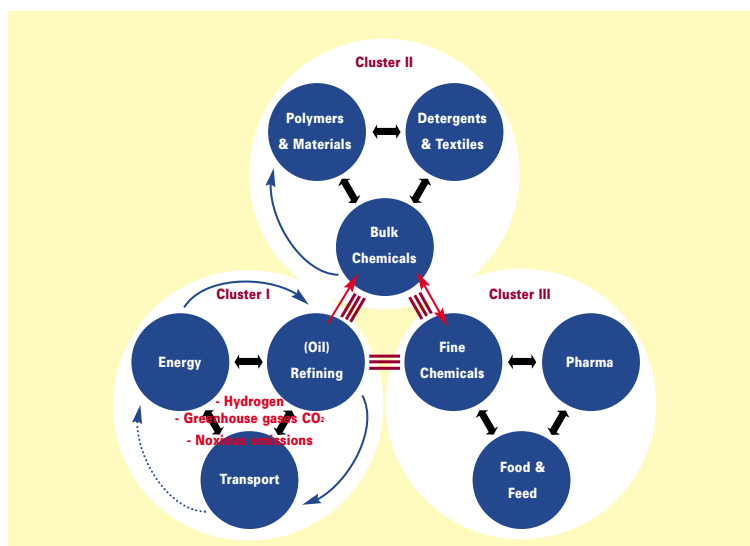 Cluster II
Polymers
& Materials
Detergents
& Textiles
Bulk
Chemicals
Cluster I
Energy
(Oil)
Refining
- Hydrogen
- Greenhouse gases CO₂
- Noxious emissions
Transport
Cluster III
Fine
Chemicals
Pharma
Food &
Feed